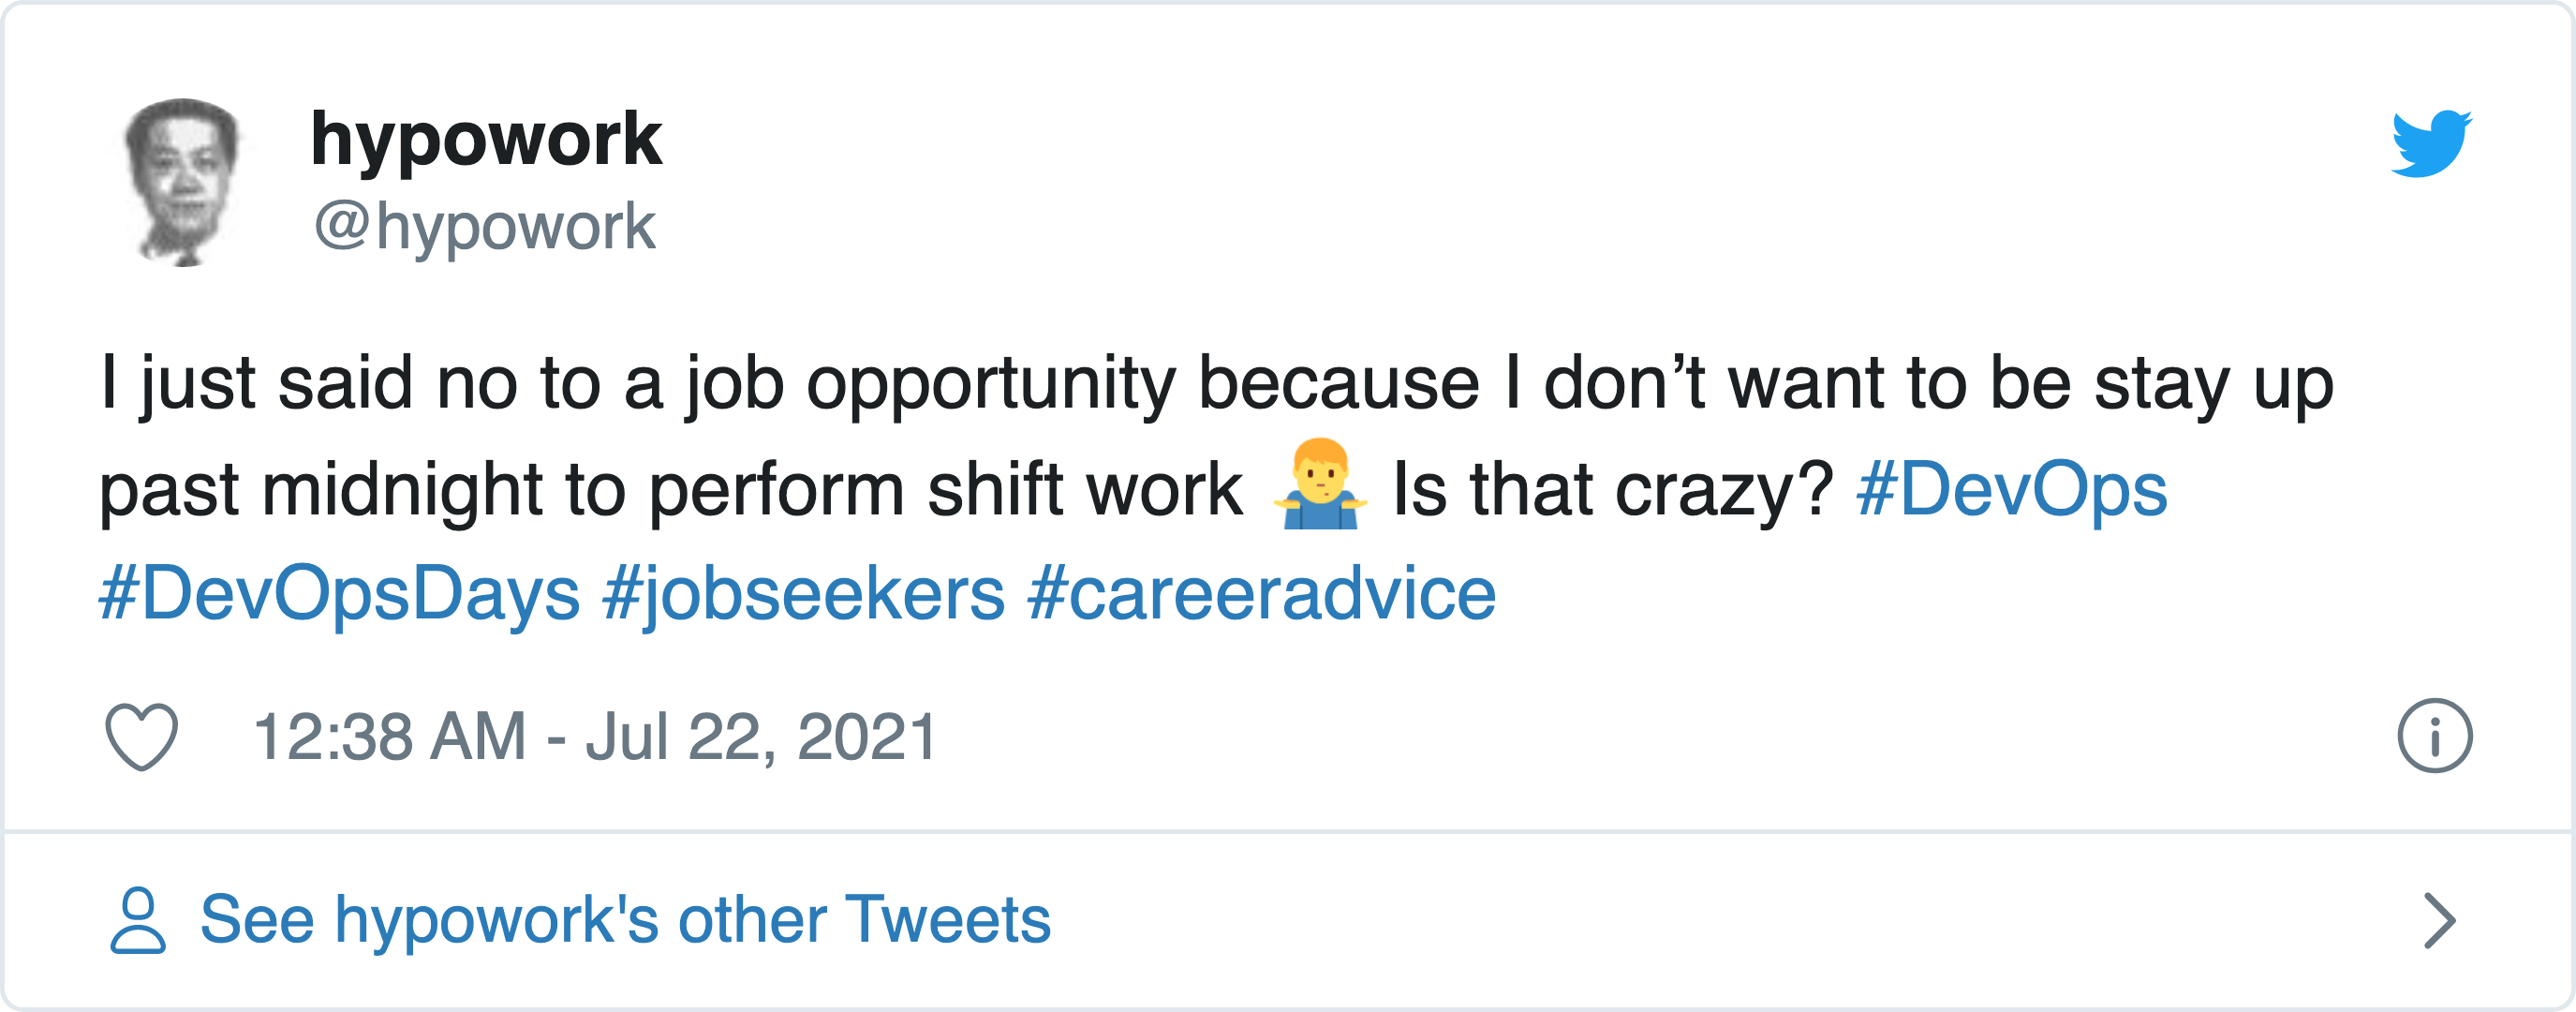 hypowork
@hypowork
I just said no to a job opportunity because I don’t want to be stay up
past midnight to perform shift work 🤷‍♂️ Is that crazy? #DevOps
#DevOpsDays #jobseekers #careeradvice
12:38 AM - Jul 22, 2021
See hypowork's other Tweets